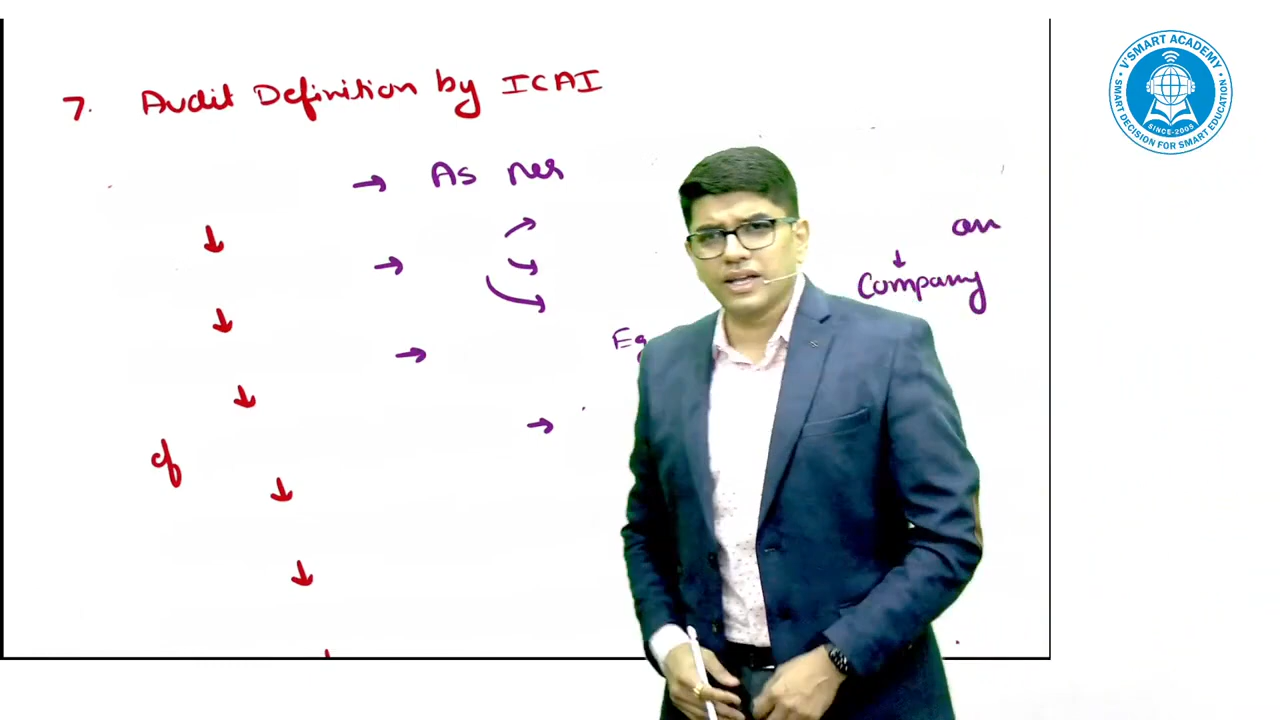 7. Audit Definition by ICAI
→ As per
an
↓
Company
Eg
of
V'SMART ACADEMY
SMART DECISION FOR SMART EDUCATION
SINCE-2005